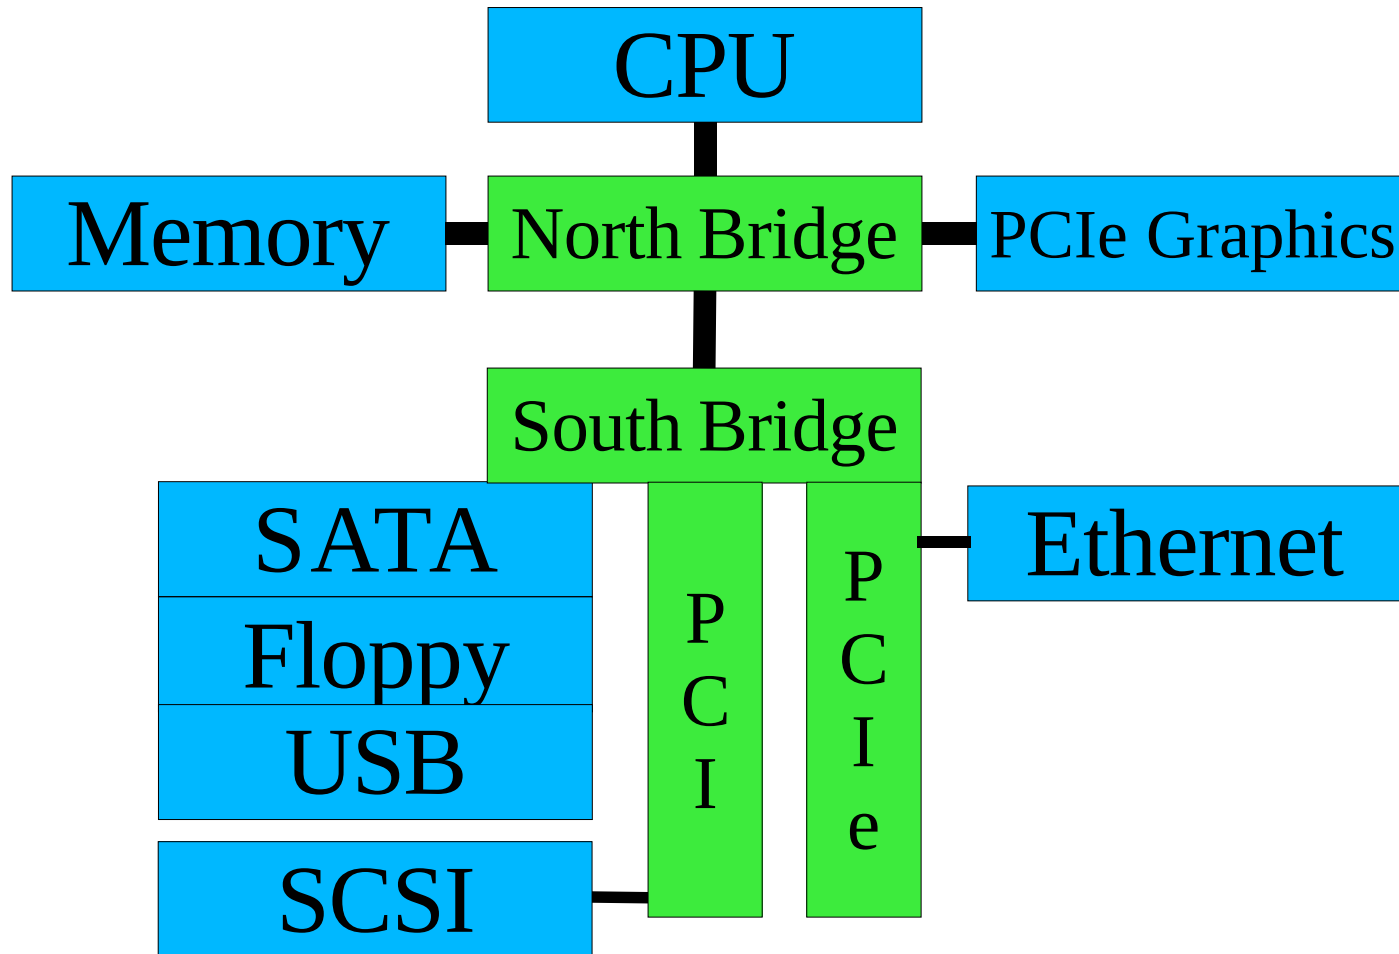 CPU
Memory
North Bridge
PCIe Graphics
South Bridge
SATA
Floppy
USB
SCSI
P
C
I
P
C
I
e
Ethernet